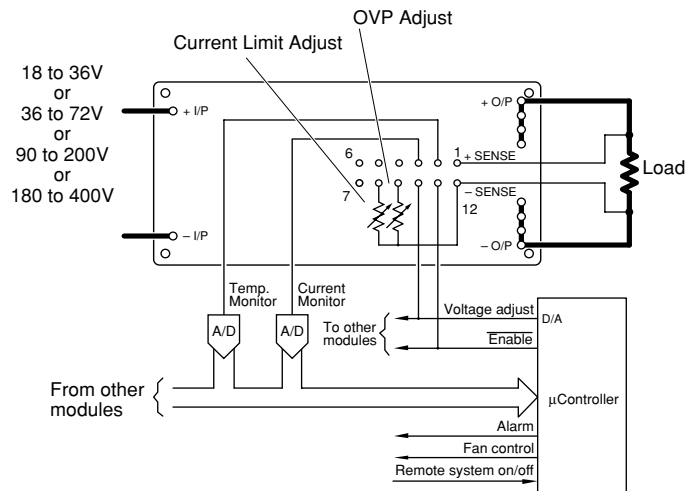 OVP Adjust
Current Limit Adjust
18 to 36V
or
36 to 72V
or
90 to 200V
or
180 to 400V
+ I/P
– I/P
+ O/P
6
1
+ SENSE
7
– SENSE
12
– O/P
Load
Temp.
Monitor
Current
Monitor
A/D
A/D
To other
modules
Voltage adjust
D/A
Enable
From other
modules
µController
Alarm
Fan control
Remote system on/off